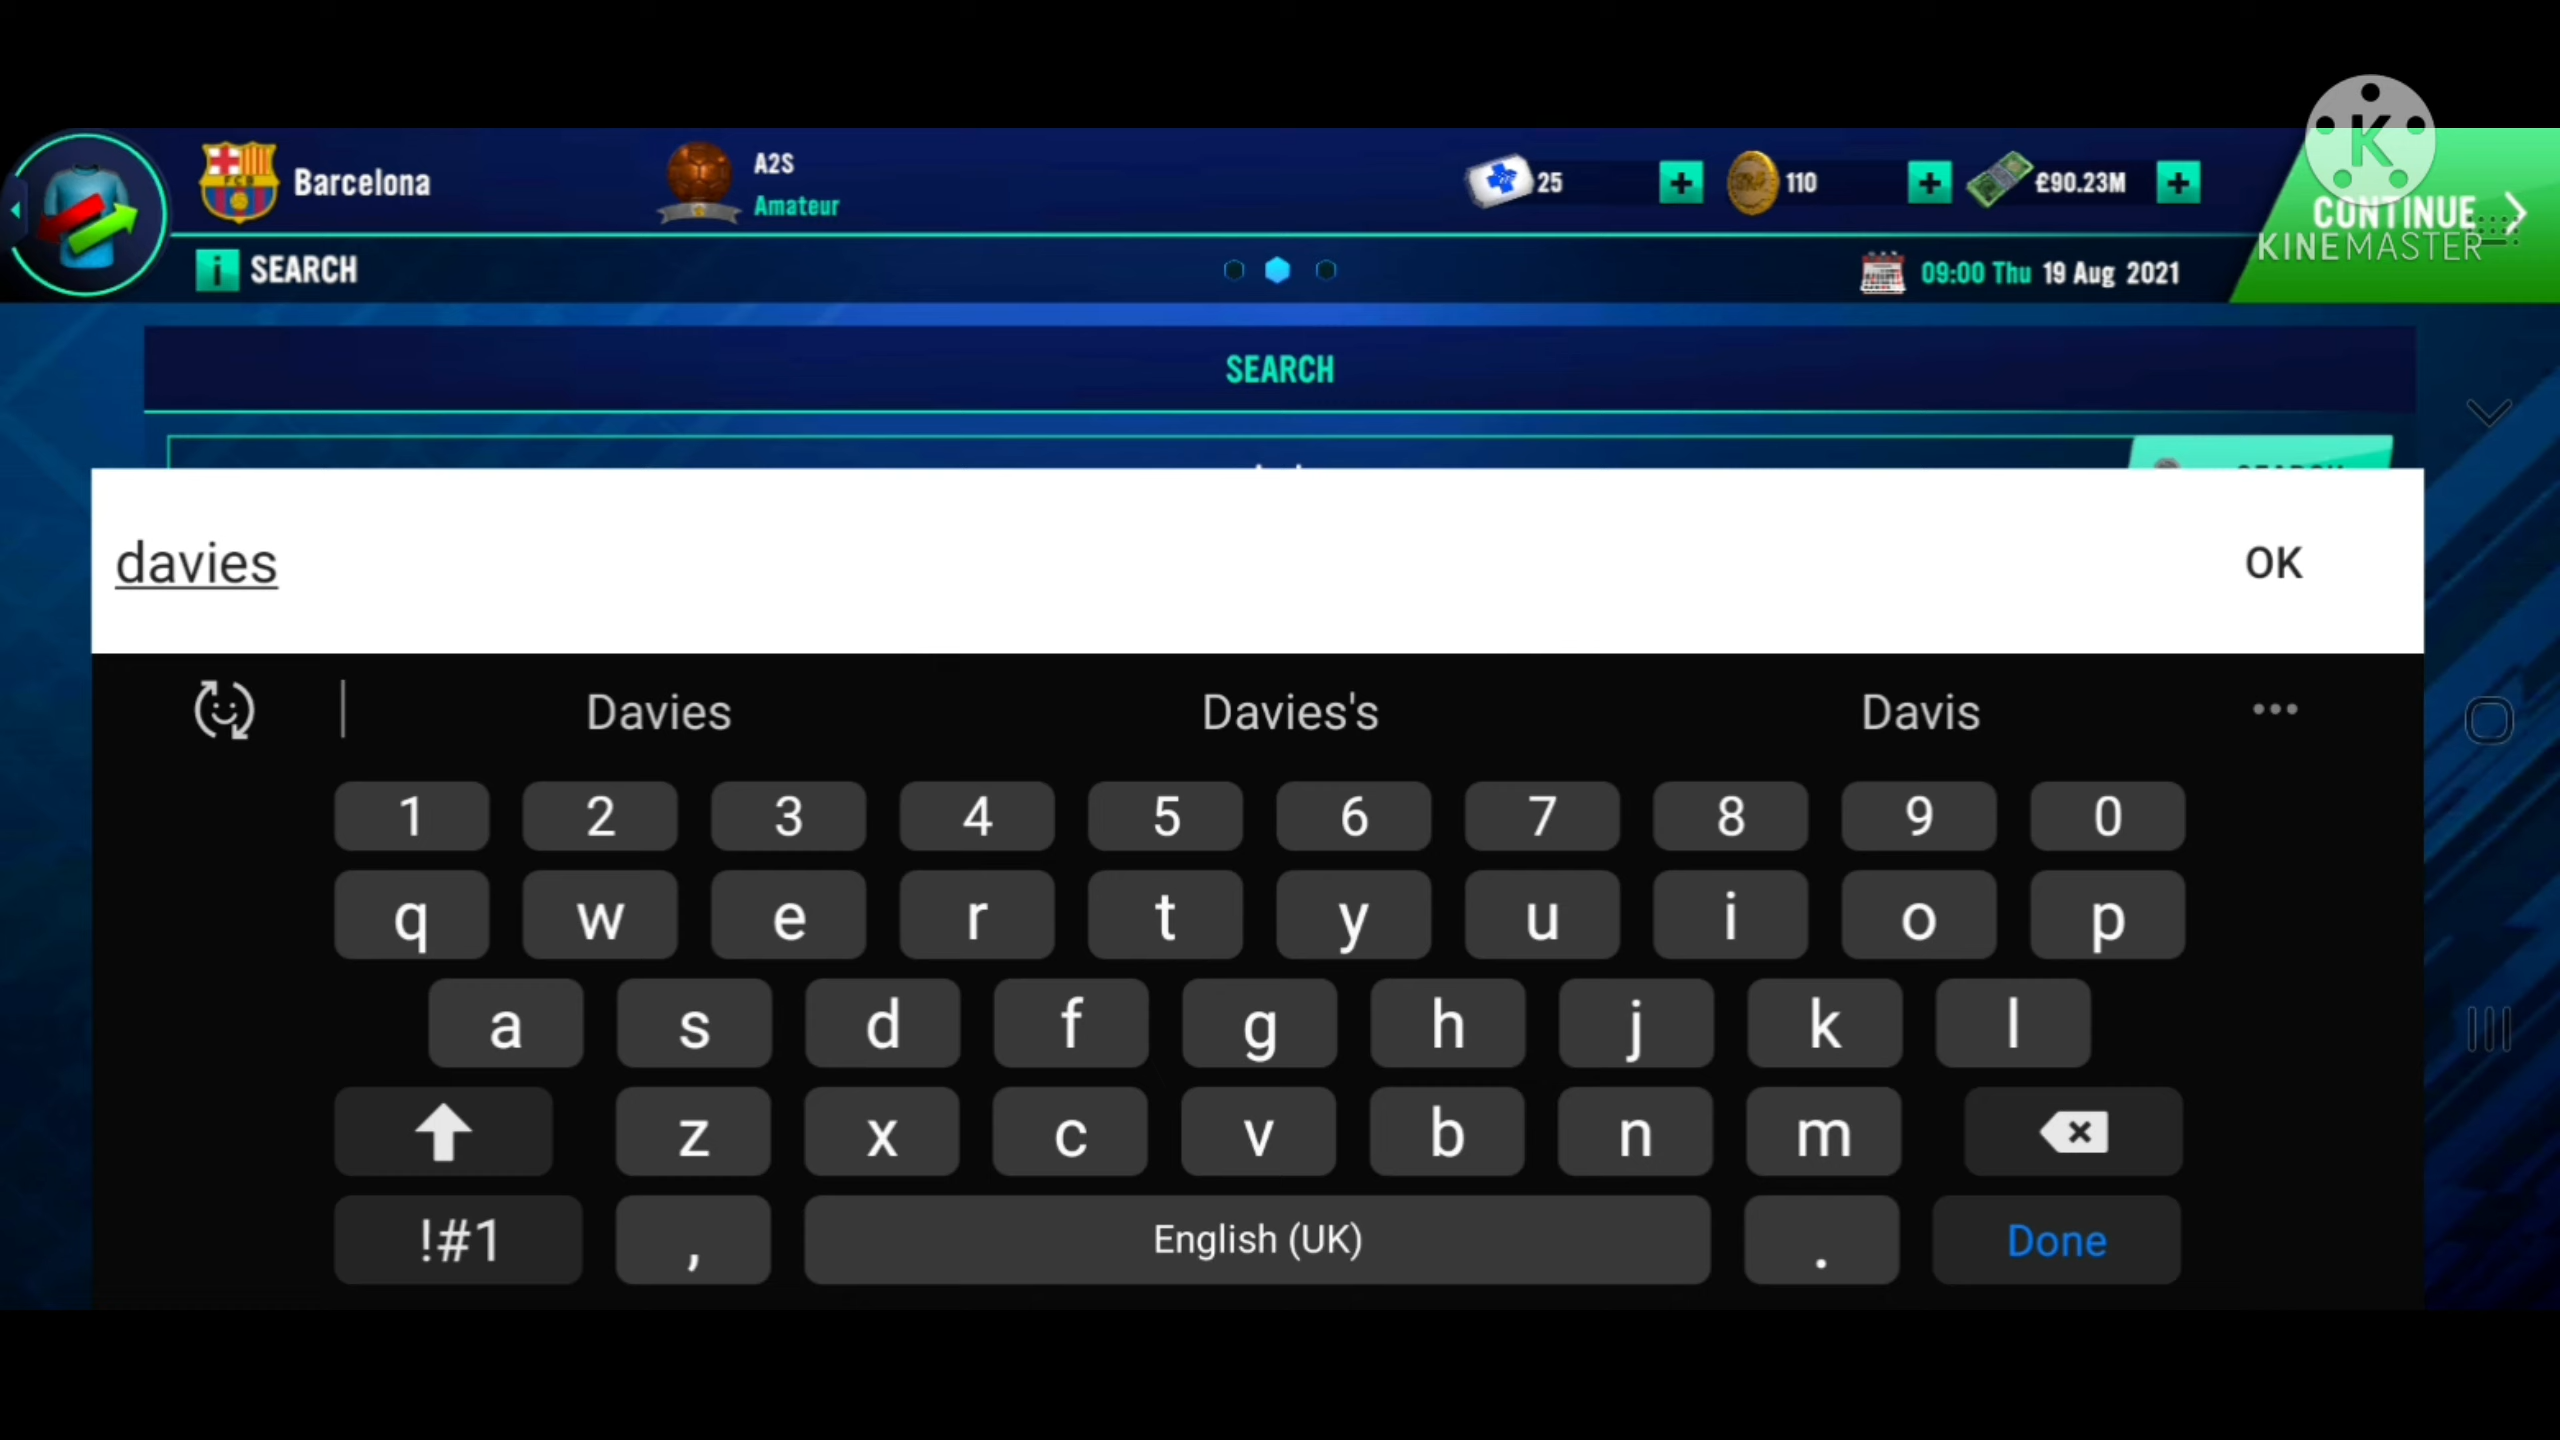 Barcelona
A2S
Amateur
25
110
£90.23M
CONTINUE
K
KINEMASTER
i SEARCH
09:00 Thu 19 Aug 2021
SEARCH
davies
OK
Davies Davies's Davis
1 2 3 4 5 6 7 8 9 0
q w e r t y u i o p
a s d f g h j k l
z x c v b n m
!#1 , English (UK) . Done